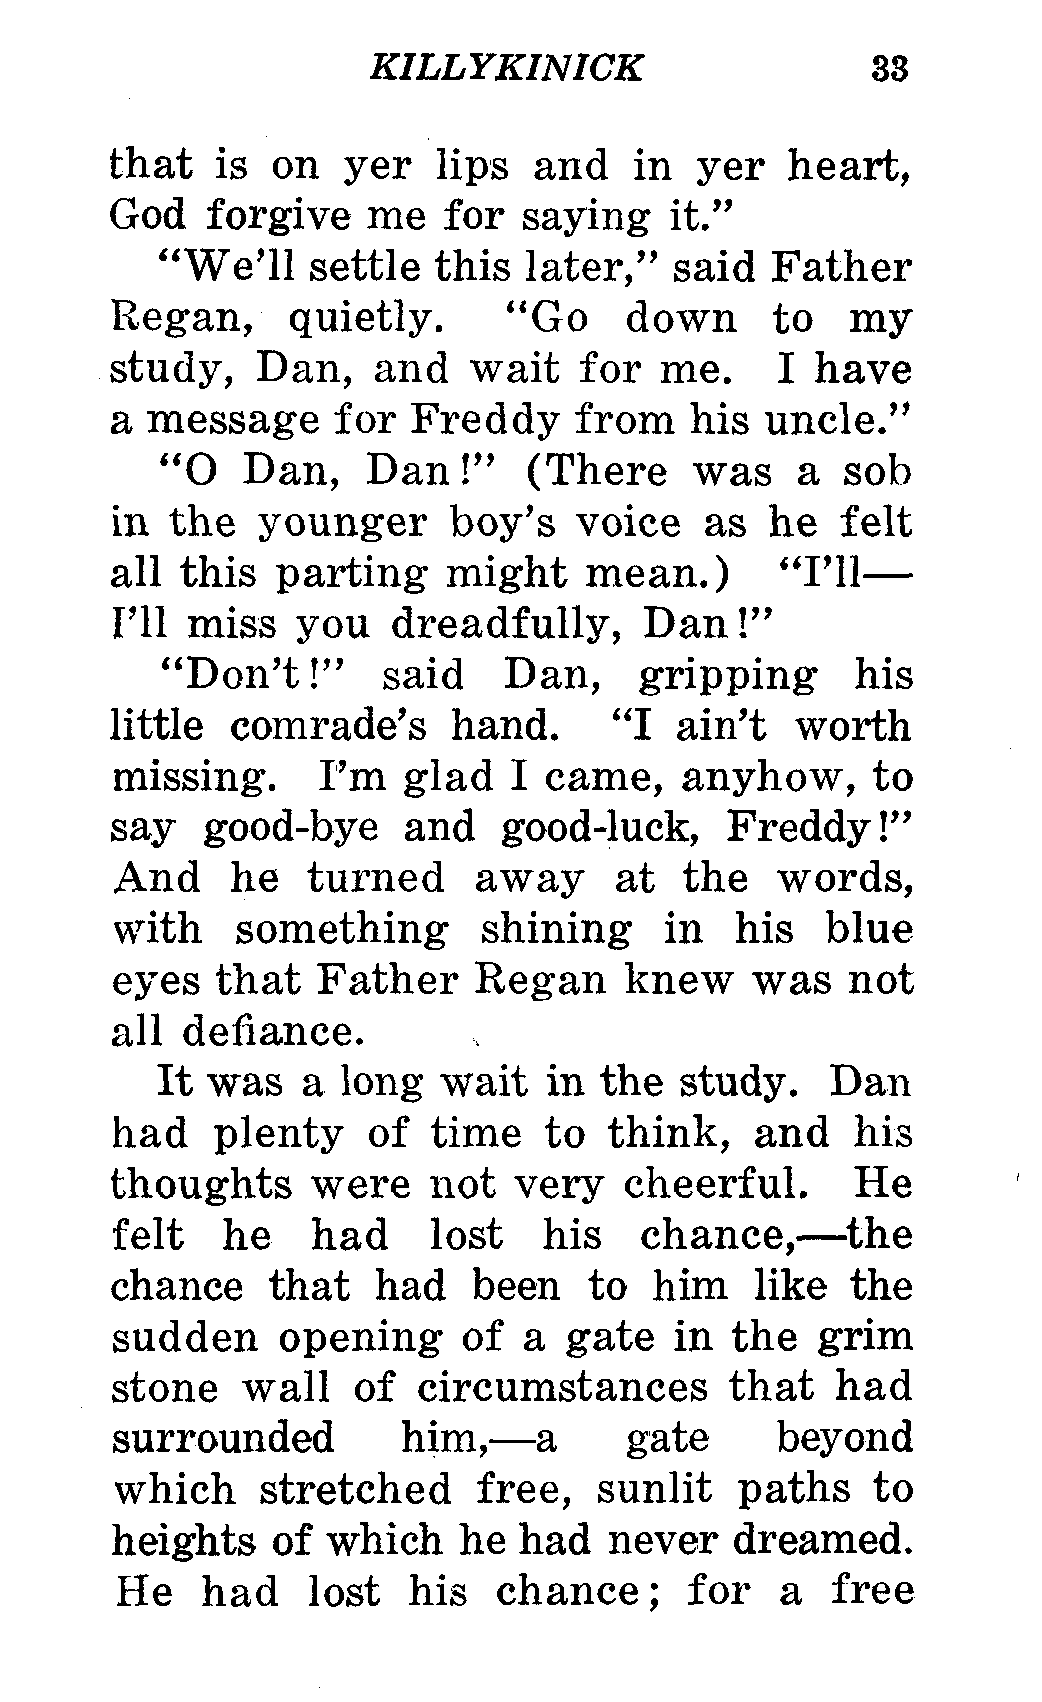 KILLYKINICK 33
that is on yer lips and in yer heart,
God forgive me for saying it."
"We'll settle this later," said Father
Regan, quietly. "Go down to my
study, Dan, and wait for me. I have
a message for Freddy from his uncle."
"O Dan, Dan!" (There was a sob
in the younger boy's voice as he felt
all this parting might mean.) "I'll—
I'll miss you dreadfully, Dan!"
"Don't!" said Dan, gripping his
little comrade's hand. "I ain't worth
missing. I'm glad I came, anyhow, to
say good-bye and good-luck, Freddy!"
And he turned away at the words,
with something shining in his blue
eyes that Father Regan knew was not
all defiance.
It was a long wait in the study. Dan
had plenty of time to think, and his
thoughts were not very cheerful. He
felt he had lost his chance,—the
chance that had been to him like the
sudden opening of a gate in the grim
stone wall of circumstances that had
surrounded him,—a gate beyond
which stretched free, sunlit paths to
heights of which he had never dreamed.
He had lost his chance; for a free